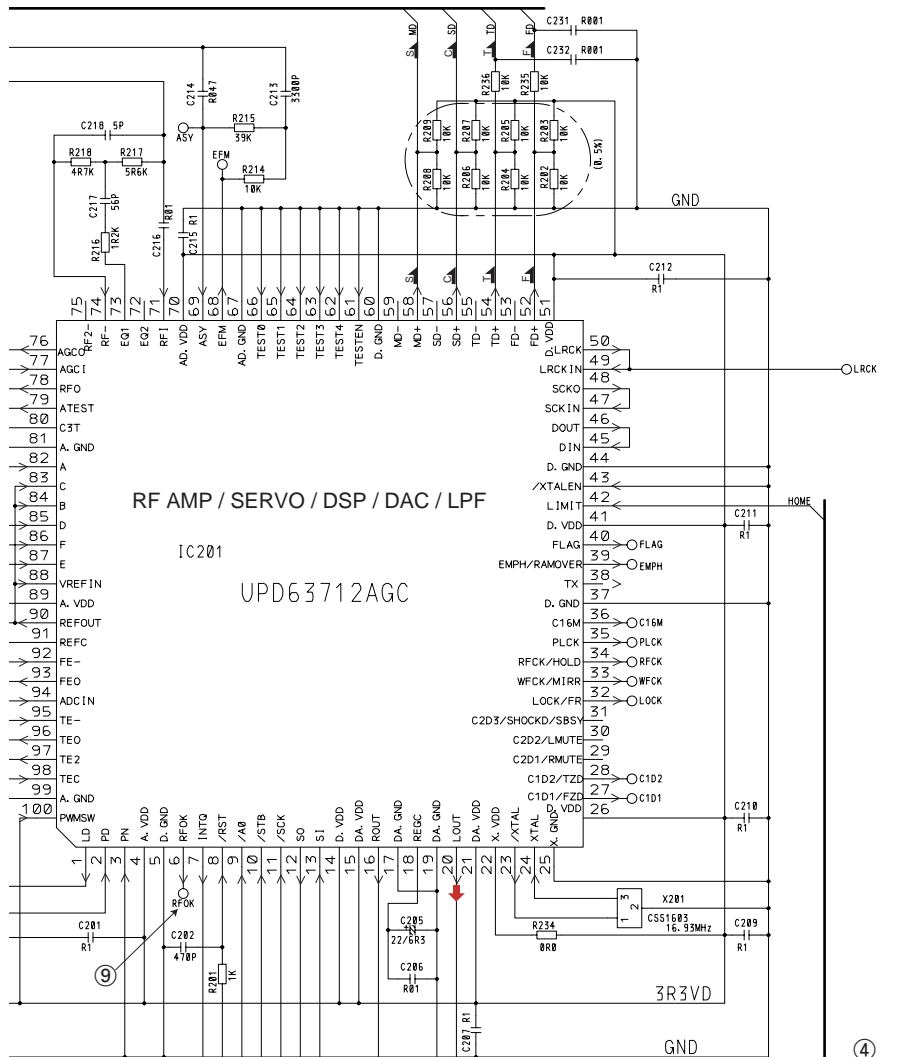 MD
SD
TD
FD
C231 R001
C232 R001
S
C
T
F
R236 10K
R235 10K
C214 R047
C213 3300P
R215
39K
ASY
EFM
R214
10K
C218 5P
R218
4R7K
R217
5R6K
C217 56P
R216 1R2K
C216 R01
C215 R1
R209 10K
R207 10K
R205 10K
R203 10K
(0.5%)
R208 10K
R206 10K
R204 10K
R202 10K
GND
S
C
T
F
C212
R1
75 RF2-
74 RF-
73 EQ1
72 EQ2
71 RFI
70 AD.VDD
69 ASY
68 EFM
67 AD.GND
66 TEST0
65 TEST1
64 TEST2
63 TEST3
62 TEST4
61 TESTEN
60 D.GND
59 MD-
58 MD+
57 SD-
56 SD+
55 TD-
54 TD+
53 FD-
52 FD+
51 D.VDD
76 AGCO
77 AGCI
78 RFO
79 ATEST
80 C3T
81 A.GND
82 A
83 C
84 B
85 D
86 F
87 E
88 VREFIN
89 A.VDD
90 REFOUT
91 REFC
92 FE-
93 FEO
94 ADCIN
95 TE-
96 TEO
97 TE2
98 TEC
99 A.GND
100 PWMSW
RF AMP / SERVO / DSP / DAC / LPF
IC201
UPD63712AGC
LRCK 50
LRCKIN 49
LRCK
SCKO 48
SCKIN 47
DOUT 46
DIN 45
D.GND 44
/XTALEN 43
LIMIT 42
HOME
D.VDD 41
C211
R1
FLAG 40 FLAG
EMPH/RAMOVER 39 EMPH
TX 38
D.GND 37
C16M 36 C16M
PLCK 35 PLCK
RFCK/HOLD 34 RFCK
WFCK/MIRR 33 WFCK
LOCK/FR 32 LOCK
C2D3/SHOCKD/SBSY 31
C2D2/LMUTE 30
C2D1/RMUTE 29
C1D2/TZD 28 C1D2
C1D1/FZD 27 C1D1
D.VDD 26
C210
R1
1 LD
2 PD
3 PN
4 A.VDD
5 D.GND
6 RFOK
7 INTQ
8 /RST
9 /A0
10 /STB
11 /SCK
12 SO
13 SI
14 D.VDD
15 DA.VDD
16 ROUT
17 DA.GND
18 REGC
19 DA.GND
20 LOUT
21 DA.VDD
22 X.VDD
23 /XTAL
24 XTAL
25 X.GND
RFOK
⑨
C201
R1
C202
470P
R201 1K
C205
22/6R3
C206
R01
C207 R1
R234
0R0
3
2
1
X201
CSS1603
16.93MHz
C209
R1
3R3VD
GND
④